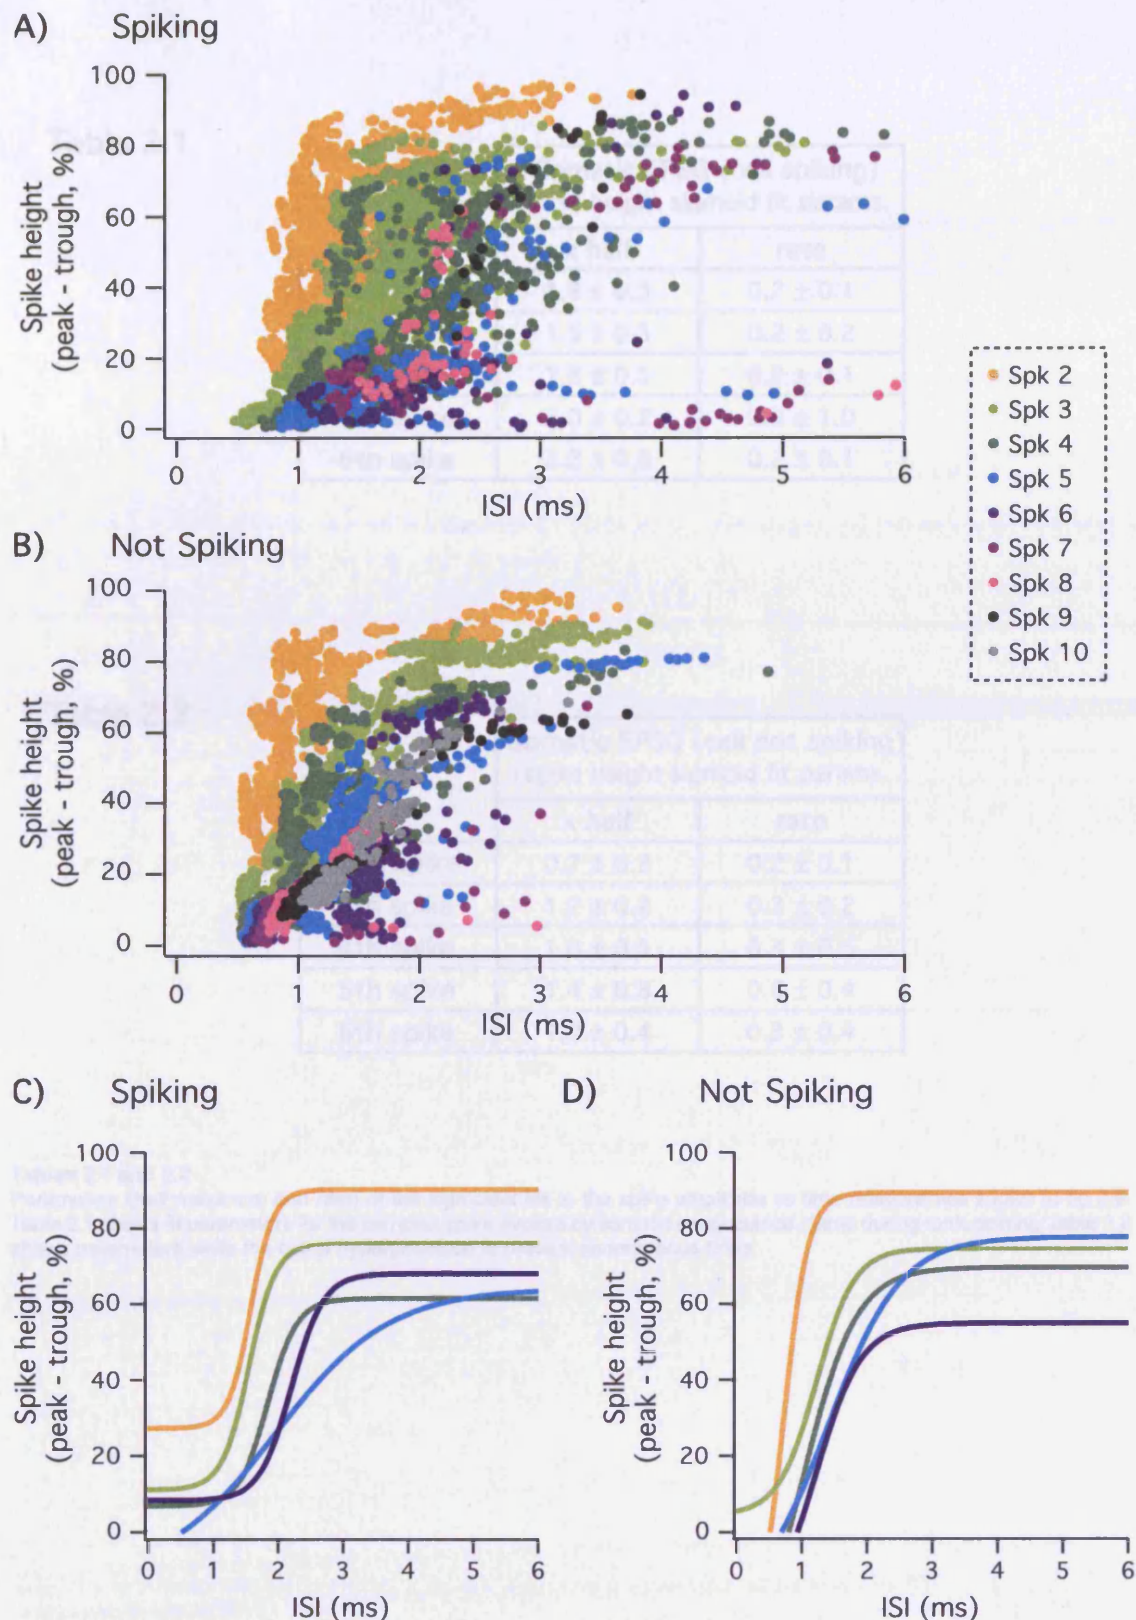 A) Spiking
100
80
60
40
20
0
Spike height
(peak - trough, %)
0 1 2 3 4 5 6
ISI (ms)
Spk 2
Spk 3
Spk 4
Spk 5
Spk 6
Spk 7
Spk 8
Spk 9
Spk 10
B) Not Spiking
100
80
60
40
20
0
Spike height
(peak - trough, %)
0 1 2 3 4 5 6
ISI (ms)
C) Spiking
100
80
60
40
20
0
Spike height
(peak - trough, %)
0 1 2 3 4 5 6
ISI (ms)
D) Not Spiking
100
80
60
40
20
0
Spike height
(peak - trough, %)
0 1 2 3 4 5 6
ISI (ms)